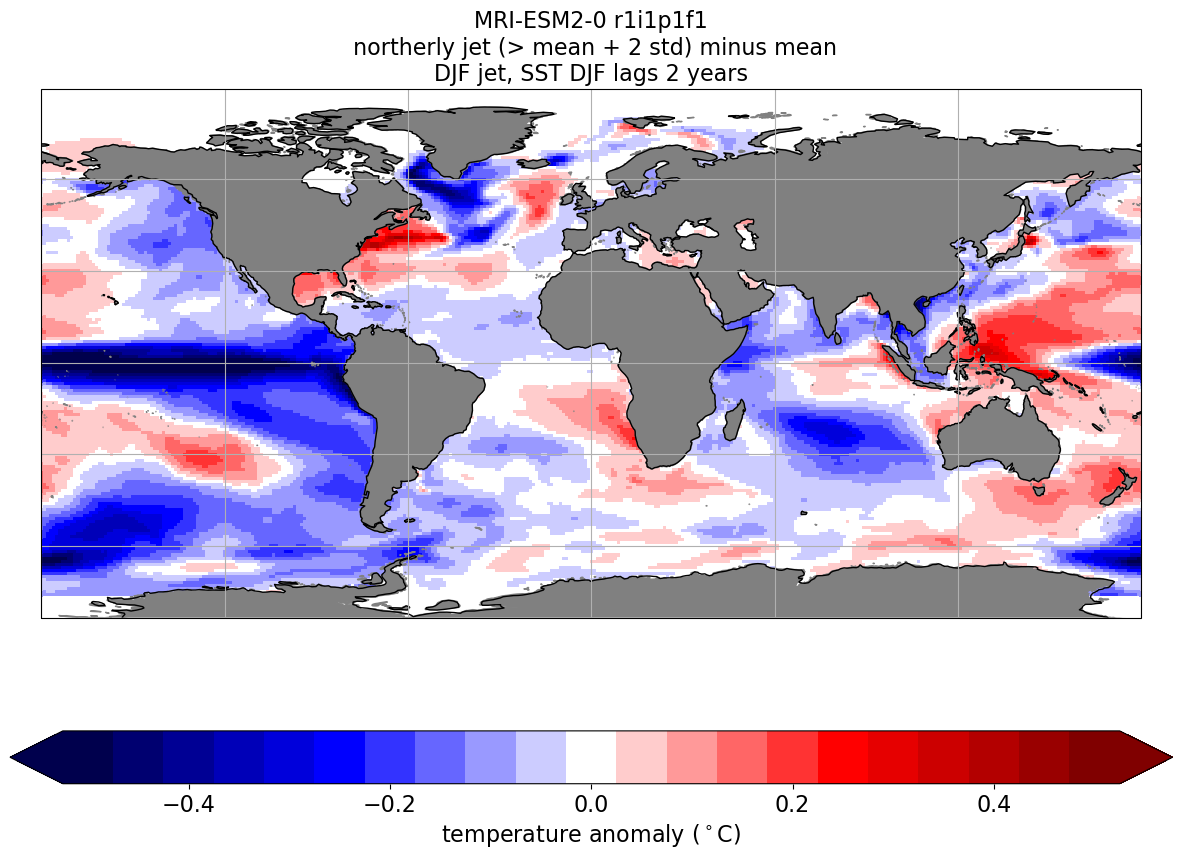 MRI-ESM2-0 r1i1p1f1
northerly jet (> mean + 2 std) minus mean
DJF jet, SST DJF lags 2 years
−0.4 −0.2 0.0 0.2 0.4
temperature anomaly (°C)